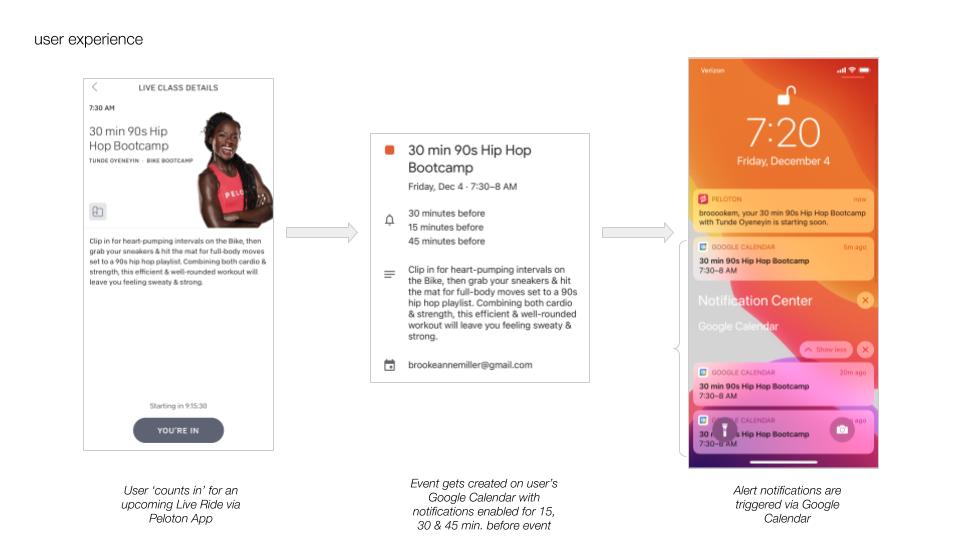 user experience
LIVE CLASS DETAILS
7:30 AM
30 min 90s Hip
Hop Bootcamp
TUNDE OYENEYIN · BIKE BOOTCAMP
PELO
Clip in for heart-pumping intervals on the Bike, then
grab your sneakers & hit the mat for full-body moves
set to a 90s hip hop playlist. Combining both cardio &
strength, this efficient & well-rounded workout will
leave you feeling sweaty & strong.
Starting in 9:15:30
YOU'RE IN
User ‘counts in’ for an
upcoming Live Ride via
Peloton App
30 min 90s Hip Hop
Bootcamp
Friday, Dec 4 · 7:30–8 AM
30 minutes before
15 minutes before
45 minutes before
Clip in for heart-pumping intervals on
the Bike, then grab your sneakers & hit
the mat for full-body moves set to a 90s
hip hop playlist. Combining both cardio
& strength, this efficient & well-rounded
workout will leave you feeling sweaty &
strong.
brookeannemiller@gmail.com
Event gets created on user's
Google Calendar with
notifications enabled for 15,
30 & 45 min. before event
Verizon
7:20
Friday, December 4
PELOTON now
brooookem, your 30 min 90s Hip Hop Bootcamp
with Tunde Oyeneyin is starting soon.
GOOGLE CALENDAR 5m ago
30 min 90s Hip Hop Bootcamp
7:30–8 AM
Notification Center
Google Calendar
Show less
GOOGLE CALENDAR 20m ago
30 min 90s Hip Hop Bootcamp
7:30–8 AM
GOOGLE CALENDAR ago
30 90s Hip Hop Bootcamp
7:30–8 AM
Alert notifications are
triggered via Google
Calendar